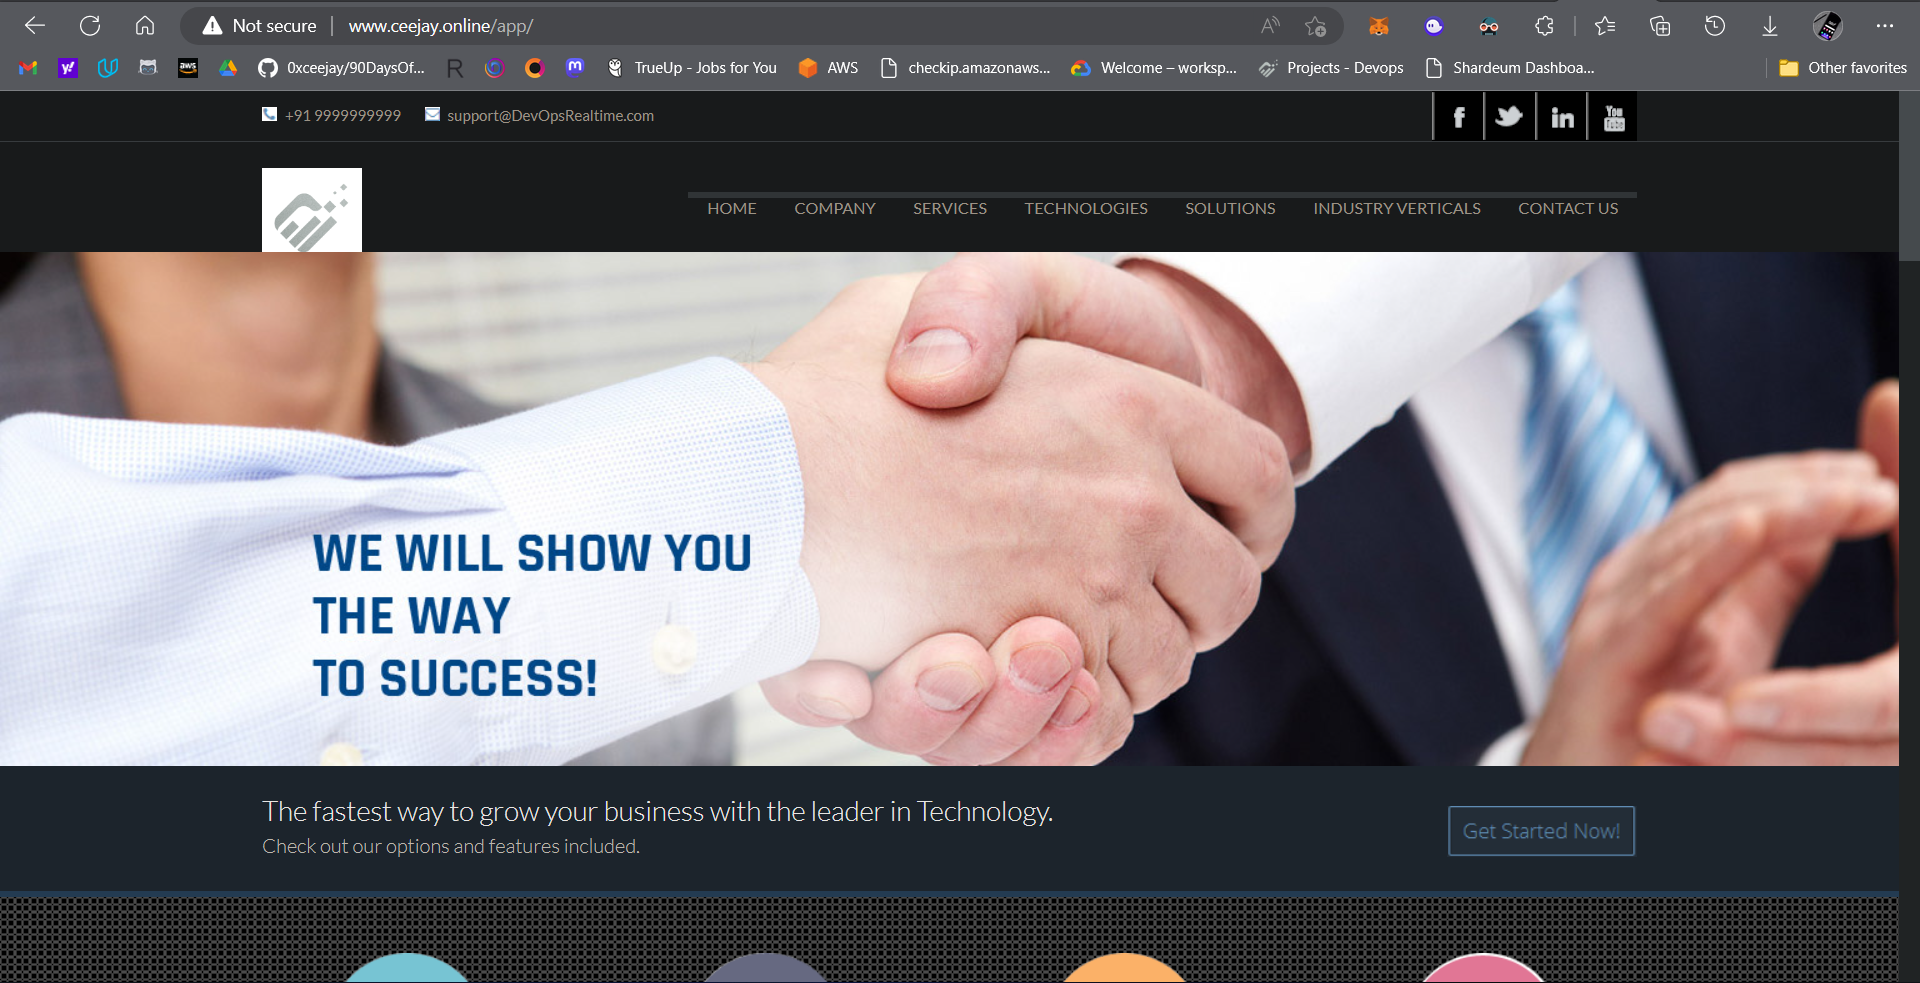 Not secure | www.ceejay.online/app/
0xceejay/90DaysOf... R TrueUp - Jobs for You AWS checkip.amazonaws... Welcome – worksp... Projects - Devops Shardeum Dashboa... Other favorites
+91 9999999999 support@DevOpsRealtime.com
HOME COMPANY SERVICES TECHNOLOGIES SOLUTIONS INDUSTRY VERTICALS CONTACT US
WE WILL SHOW YOU
THE WAY
TO SUCCESS!
The fastest way to grow your business with the leader in Technology.
Get Started Now!
Check out our options and features included.